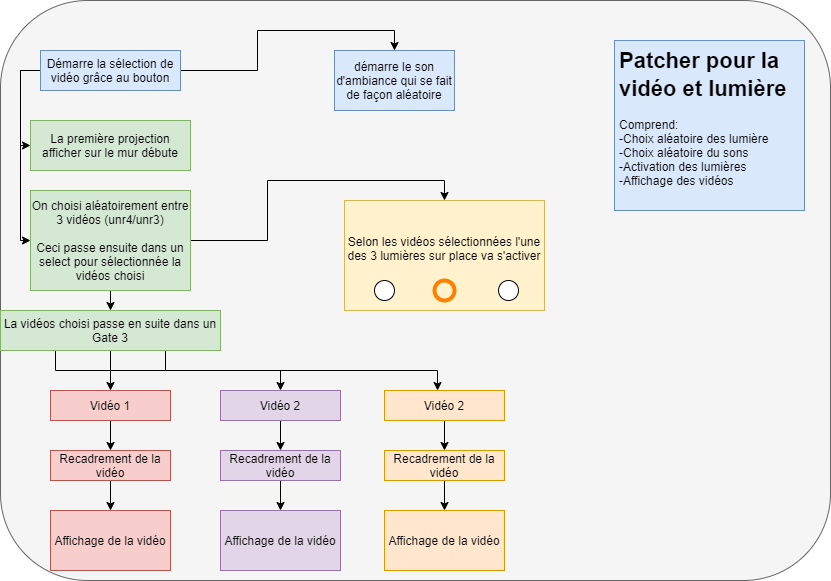 Démarre la sélection de
vidéo grâce au bouton
démarre le son
d'ambiance qui se fait
de façon aléatoire
Patcher pour la
vidéo et lumière
Comprend:
-Choix aléatoire des lumière
-Choix aléatoire du sons
-Activation des lumières
-Affichage des vidéos
La première projection
afficher sur le mur débute
On choisi aléatoirement entre
3 vidéos (unr4/unr3)
Ceci passe ensuite dans un
select pour sélectionnée la
vidéos choisi
Selon les vidéos sélectionnées l'une
des 3 lumières sur place va s'activer
La vidéos choisi passe en suite dans un
Gate 3
Vidéo 1
Vidéo 2
Vidéo 2
Recadrement de la
vidéo
Recadrement de la
vidéo
Recadrement de la
vidéo
Affichage de la vidéo
Affichage de la vidéo
Affichage de la vidéo